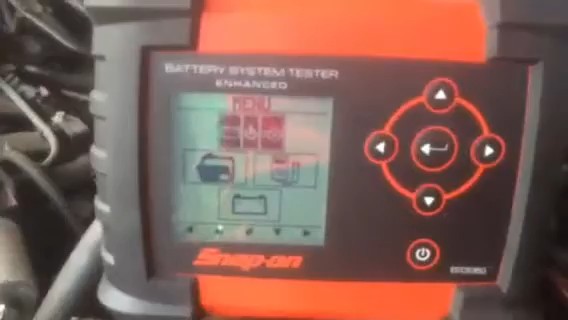 BATTERY SYSTEM TESTER
ENHANCED
MENU
Snap-on